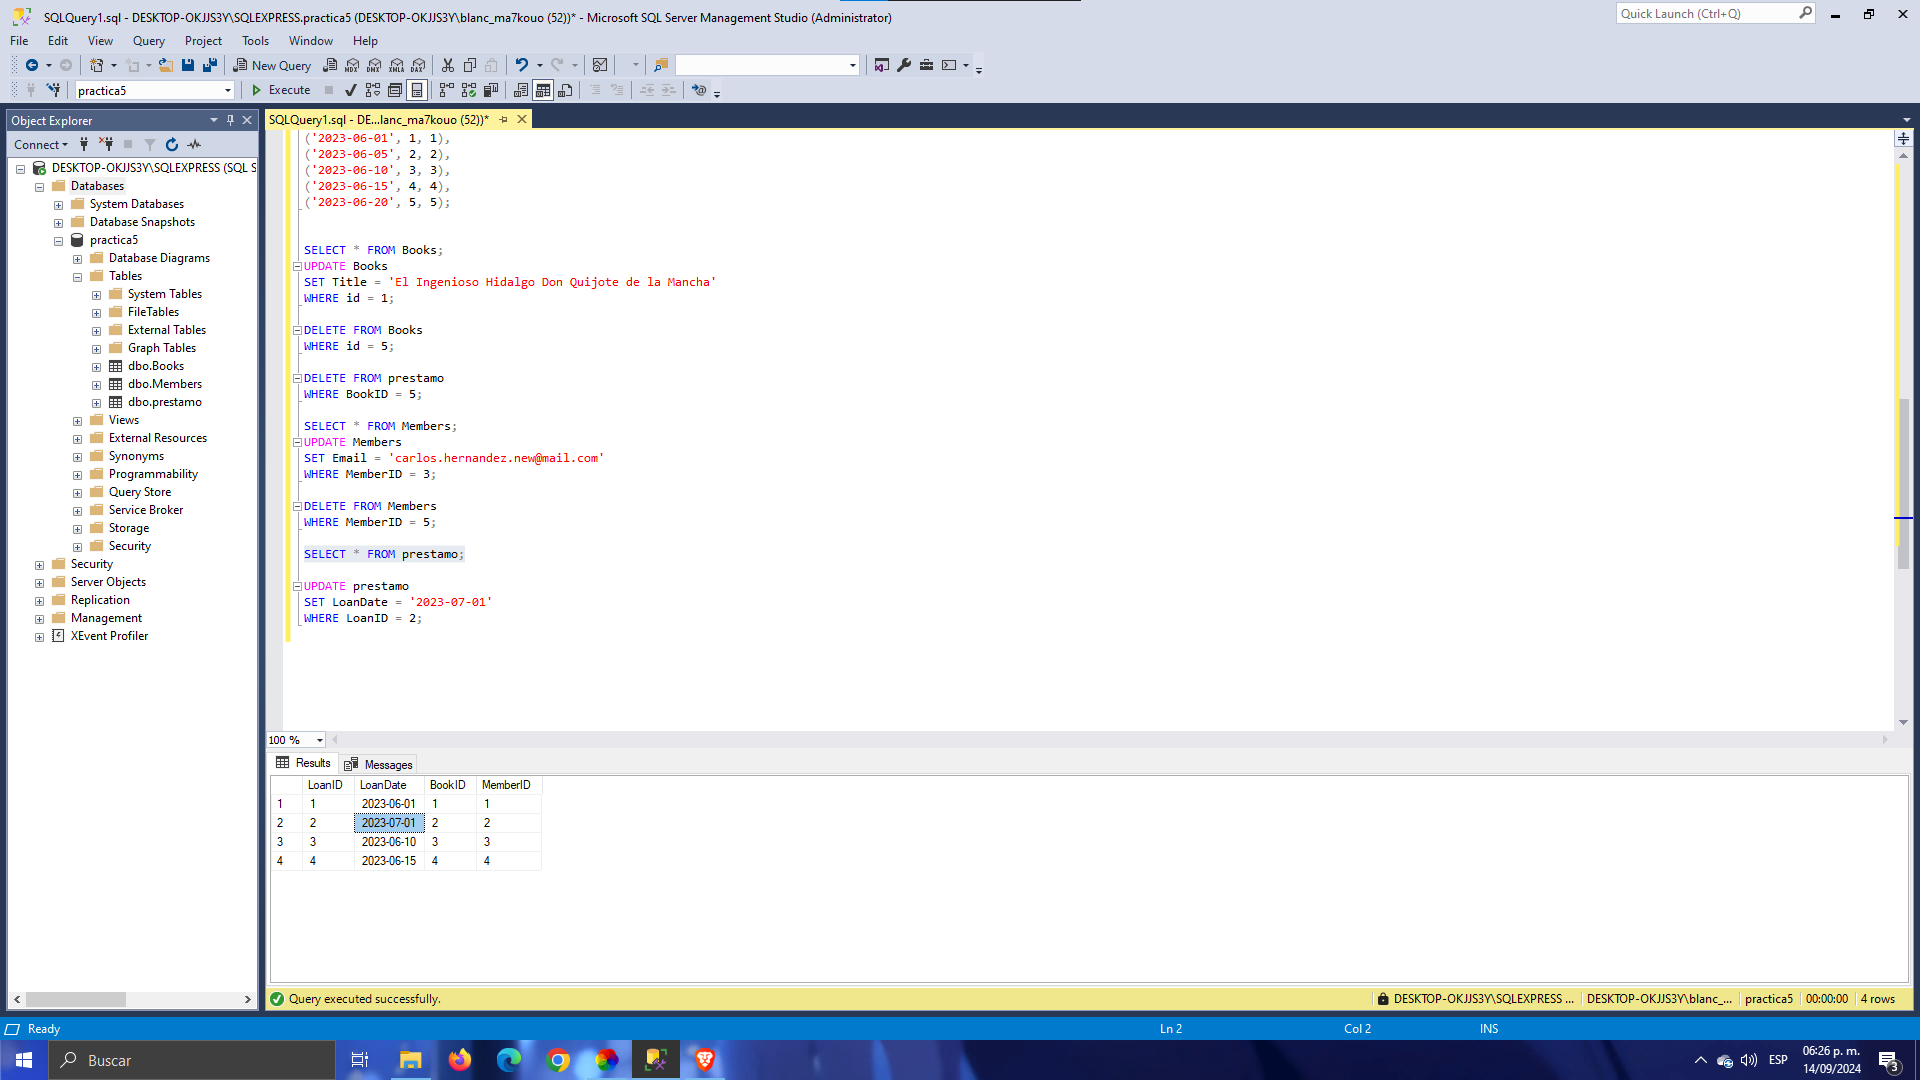 SQLQuery1.sql - DESKTOP-OKJJS3Y\SQLEXPRESS.practica5 (DESKTOP-OKJJS3Y\blanc_ma7kouo (52))* - Microsoft SQL Server Management Studio (Administrator)
Quick Launch (Ctrl+Q)
File Edit View Query Project Tools Window Help
New Query
MDX DMX XMLA DAX
practica5
Execute
Object Explorer
SQLQuery1.sql - DE...lanc_ma7kouo (52))*
Connect
DESKTOP-OKJJS3Y\SQLEXPRESS (SQL S
Databases
System Databases
Database Snapshots
practica5
Database Diagrams
Tables
System Tables
FileTables
External Tables
Graph Tables
dbo.Books
dbo.Members
dbo.prestamo
Views
External Resources
Synonyms
Programmability
Query Store
Service Broker
Storage
Security
Security
Server Objects
Replication
Management
XEvent Profiler
('2023-06-01', 1, 1),
('2023-06-05', 2, 2),
('2023-06-10', 3, 3),
('2023-06-15', 4, 4),
('2023-06-20', 5, 5);
SELECT * FROM Books;
UPDATE Books
SET Title = 'El Ingenioso Hidalgo Don Quijote de la Mancha'
WHERE id = 1;
DELETE FROM Books
WHERE id = 5;
DELETE FROM prestamo
WHERE BookID = 5;
SELECT * FROM Members;
UPDATE Members
SET Email = 'carlos.hernandez.new@mail.com'
WHERE MemberID = 3;
DELETE FROM Members
WHERE MemberID = 5;
SELECT * FROM prestamo;
UPDATE prestamo
SET LoanDate = '2023-07-01'
WHERE LoanID = 2;
100 %
Results Messages
LoanID LoanDate BookID MemberID
1 1 2023-06-01 1 1
2 2 2023-07-01 2 2
3 3 2023-06-10 3 3
4 4 2023-06-15 4 4
Query executed successfully.
DESKTOP-OKJJS3Y\SQLEXPRESS ... DESKTOP-OKJJS3Y\blanc_... practica5 00:00:00 4 rows
Ready
Ln 2 Col 2 INS
Buscar
ESP
06:26 p. m.
14/09/2024
3